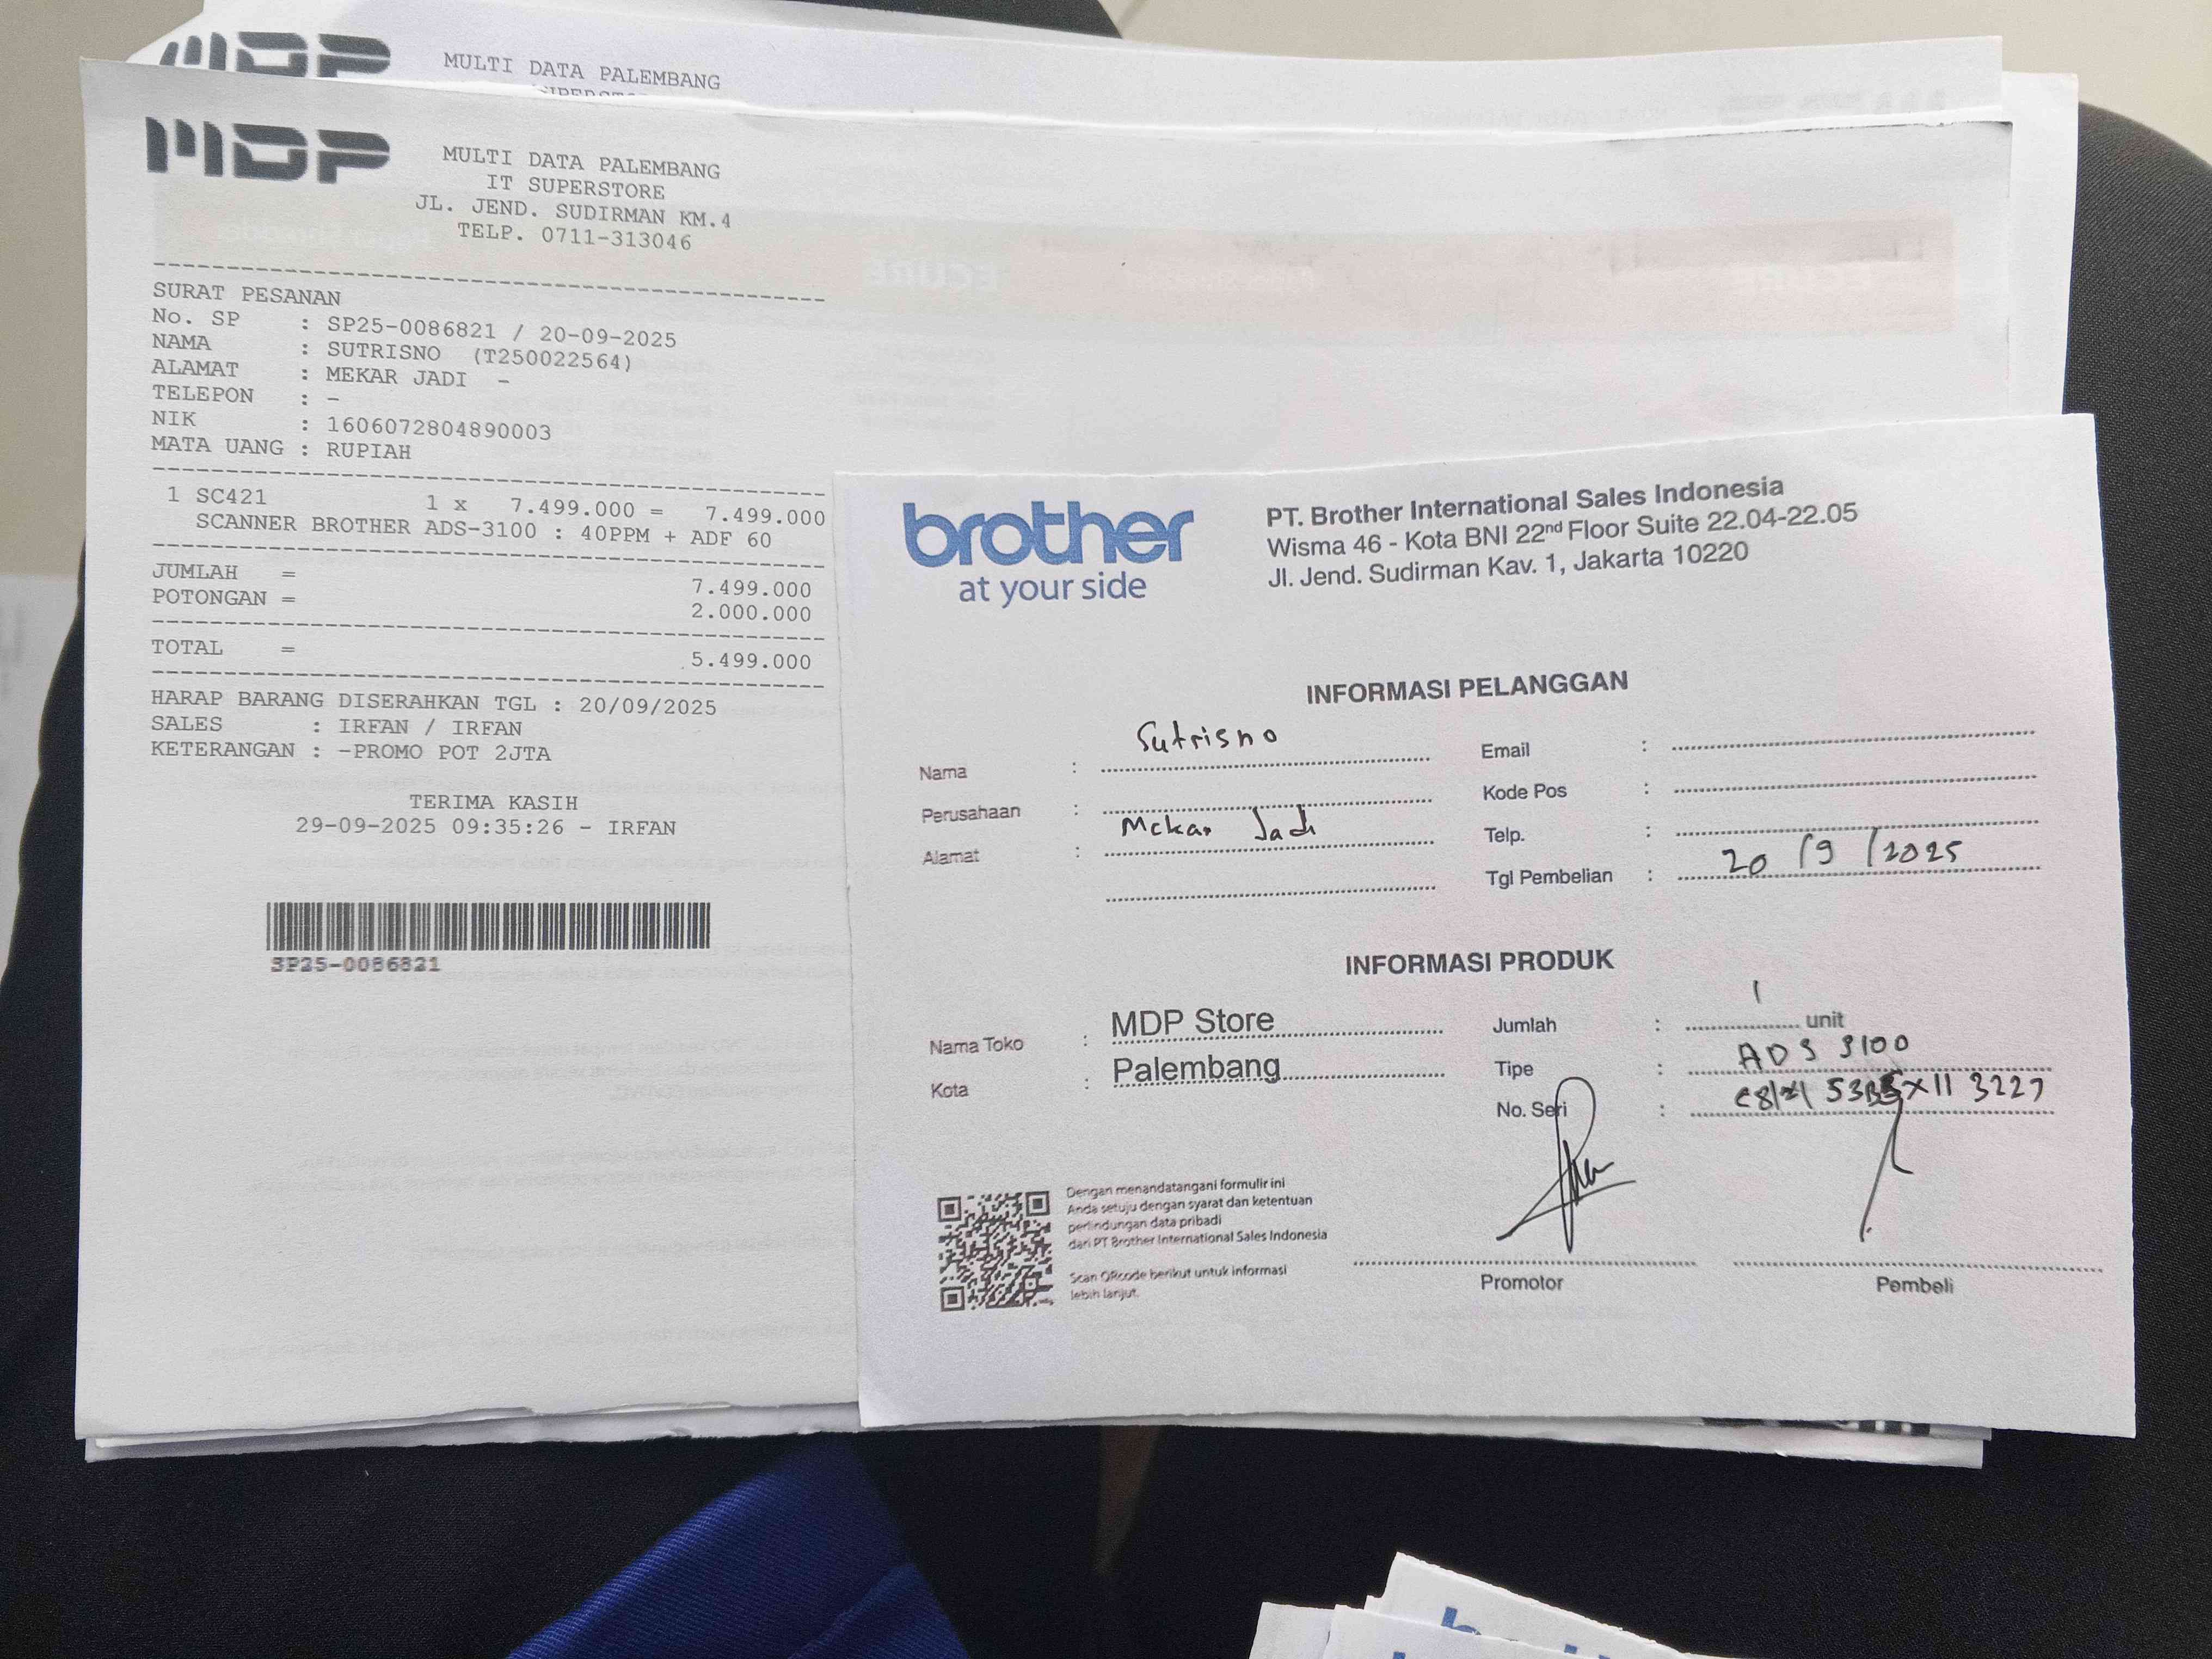 MDP MULTI DATA PALEMBANG
MDP
MULTI DATA PALEMBANG
IT SUPERSTORE
JL. JEND. SUDIRMAN KM.4
TELP. 0711-313046
SURAT PESANAN
No. SP : SP25-0086821 / 20-09-2025
NAMA : SUTRISNO (T250022564)
ALAMAT : MEKAR JADI -
TELEPON : -
NIK : 1606072804890003
MATA UANG : RUPIAH
1 SC421 1 x 7.499.000 = 7.499.000
SCANNER BROTHER ADS-3100 : 40PPM + ADF 60
JUMLAH = 7.499.000
POTONGAN = 2.000.000
TOTAL = 5.499.000
HARAP BARANG DISERAHKAN TGL : 20/09/2025
SALES : IRFAN / IRFAN
KETERANGAN : -PROMO POT 2JTA
TERIMA KASIH
29-09-2025 09:35:26 - IRFAN
SP25-0086821
brother
at your side
PT. Brother International Sales Indonesia
Wisma 46 - Kota BNI 22nd Floor Suite 22.04-22.05
Jl. Jend. Sudirman Kav. 1, Jakarta 10220
INFORMASI PELANGGAN
Nama : Sutrisno
Perusahaan :
Alamat : Mekar Jadi
Email :
Kode Pos :
Telp. :
Tgl Pembelian : 20/9/2025
INFORMASI PRODUK
Nama Toko : MDP Store
Kota : Palembang
Jumlah : 1 unit
Tipe : ADS 3100
No. Seri :
Dengan menandatangani formulir ini
Anda setuju dengan syarat dan ketentuan
perlindungan data pribadi
dari PT Brother International Sales Indonesia
Scan QRcode berikut untuk informasi
lebih lanjut.
Promotor
Pembeli